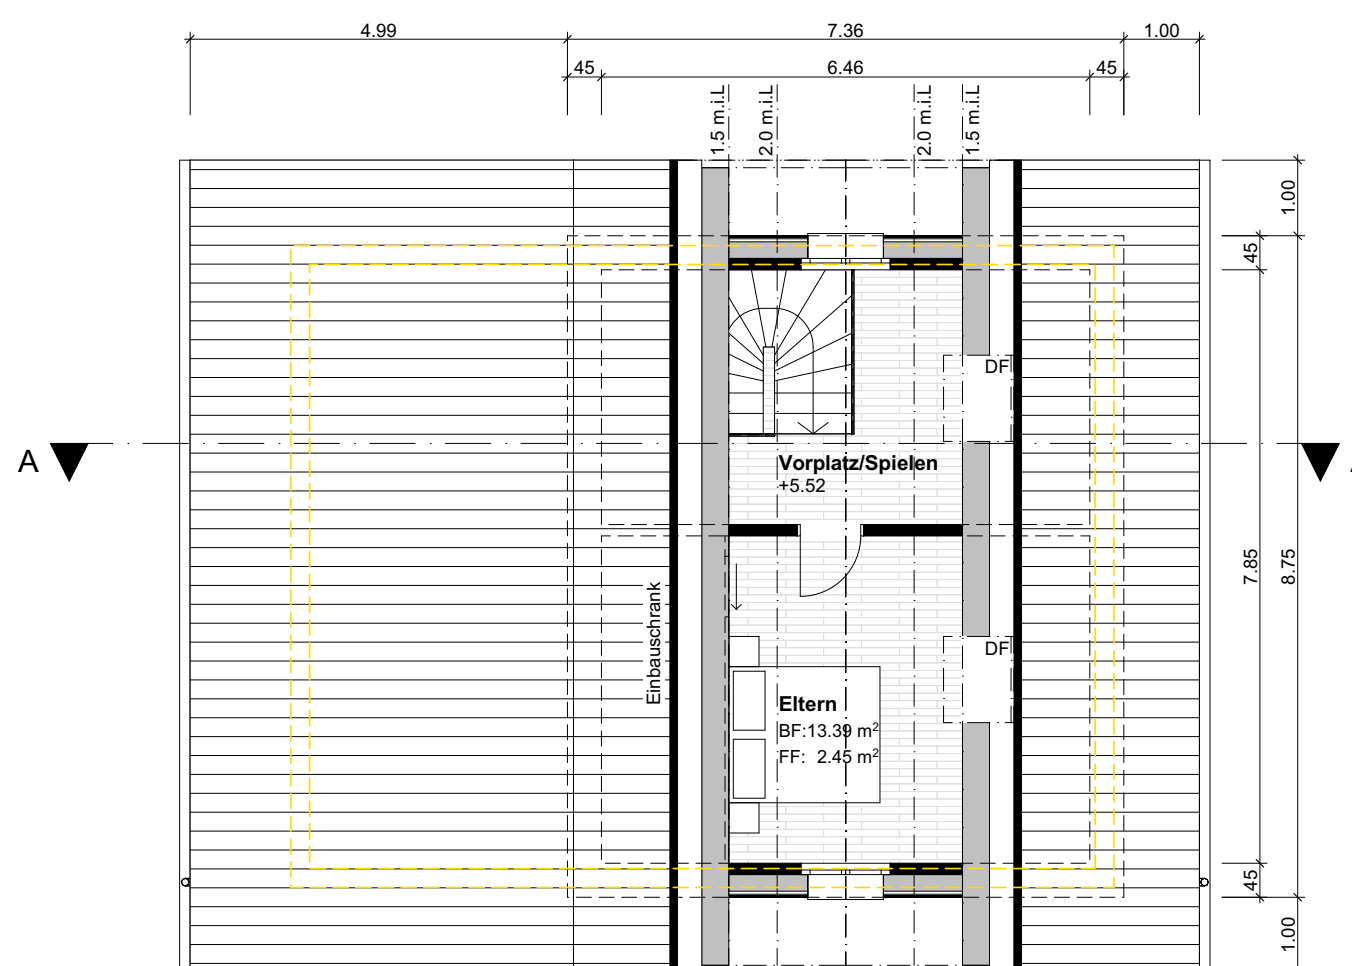 4.99
7.36
1.00
45
6.46
45
1.5 m.i.L
2.0 m.i.L
2.0 m.i.L
1.5 m.i.L
1.00
45
DF
A
Vorplatz/Spielen
+5.52
7.85
8.75
Einbauschrank
DF
Eltern
BF:13.39 m²
FF: 2.45 m²
45
1.00